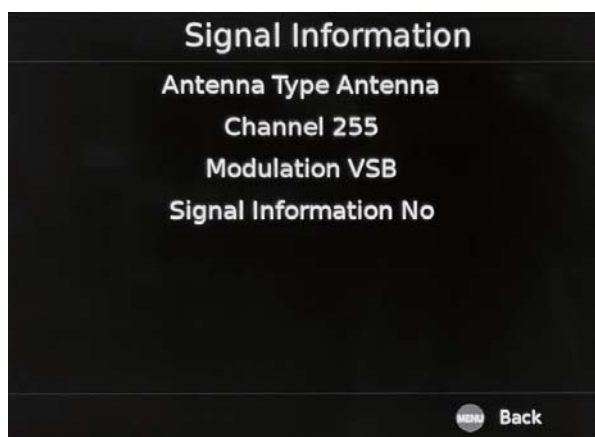 Signal Information
Antenna Type Antenna
Channel 255
Modulation VSB
Signal Information No
MENU Back